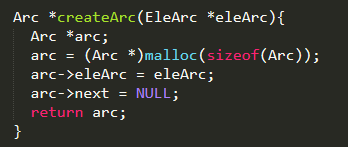 Arc *createArc(EleArc *eleArc){
  Arc *arc;
  arc = (Arc *)malloc(sizeof(Arc));
  arc->eleArc = eleArc;
  arc->next = NULL;
  return arc;
}